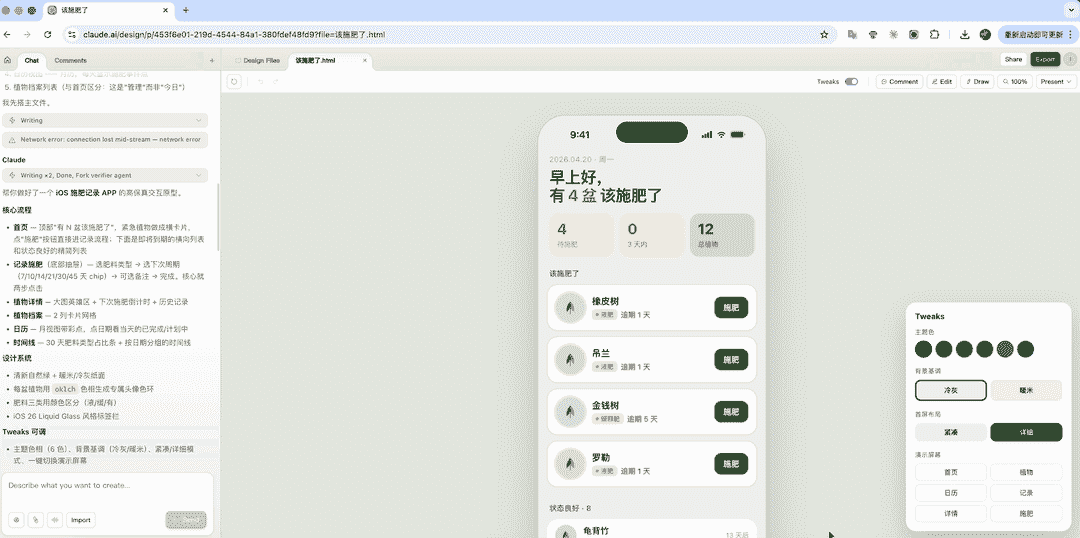 该施肥了
claude.ai/design/p/453f6e01-219d-4544-84a1-380fdef48fd9?file=该施肥了.html
重新启动即可更新
Chat
Comments
Design Files
该施肥了.html
Share
Export
Tweaks
Comment
Edit
Draw
100%
Present
5. 植物档案列表（与首页区分：这是"管理"而非"今日"）
我先搭主文件。
Writing
Network error: connection lost mid-stream — network error
Claude
Writing ×2, Done, Fork verifier agent
帮你做好了一个 iOS 施肥记录 APP 的高保真交互原型。
核心流程
• 首页 — 顶部"有 N 盆该施肥了"，紧急植物做成横卡片，
点"施肥"按钮直接进记录流程；下面是即将到期的横向列表
和状态良好的精简列表
• 记录施肥（底部抽屉）— 选肥料类型 → 选下次周期
（7/10/14/21/30/45 天 chip）→ 可选备注 → 完成。核心就
两步点击
• 植物详情 — 大图英雄区 + 下次施肥倒计时 + 历史记录
• 植物档案 — 2 列卡片网格
• 日历 — 月视图带彩点，点日期看当天的已完成/计划中
• 时间线 — 30 天肥料类型占比条 + 按日期分组的时间线
设计系统
• 清新自然绿 + 暖米/冷灰纸面
• 每盆植物用 oklch 色相生成专属头像色环
• 肥料三类用颜色区分（液/缓/有）
• iOS 26 Liquid Glass 风格标签栏
Tweaks 可调
• 主题色相（6 色）、背景基调（冷灰/暖米）、紧凑/详细模
式、一键切换演示屏幕
Describe what you want to create...
Import
9:41
2026.04.20 · 周一
早上好，
有 4 盆 该施肥了
4
待施肥
0
3 天内
12
总植物
该施肥了
橡皮树
液肥 逾期 1 天
施肥
吊兰
液肥 逾期 1 天
施肥
金钱树
缓释肥 逾期 5 天
施肥
罗勒
液肥 逾期 1 天
施肥
状态良好 · 8
龟背竹
13 天后
Tweaks
主题色
背景基调
冷灰
暖米
首屏布局
紧凑
详细
演示屏幕
首页
植物
日历
记录
详情
施肥